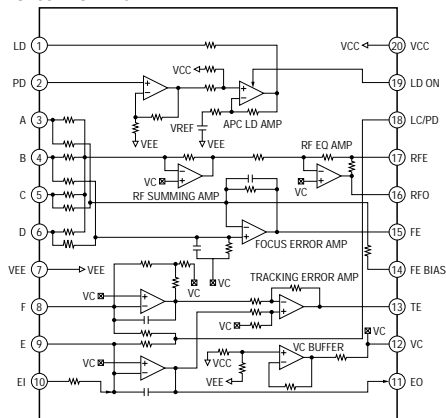 LD 1
20 VCC
VCC
VCC
PD 2
19 LD ON
A 3
18 LC/PD
VREF
APC LD AMP
VEE
VEE
RF EQ AMP
B 4
17 RFE
VC
VC
RF SUMMING AMP
C 5
16 RFO
D 6
15 FE
FOCUS ERROR AMP
VEE 7
VEE
VC
VC
14 FE BIAS
TRACKING ERROR AMP
VC
F 8
13 TE
VC
VC
E 9
12 VC
VC
VC BUFFER
VCC
VEE
EI 10
11 EO